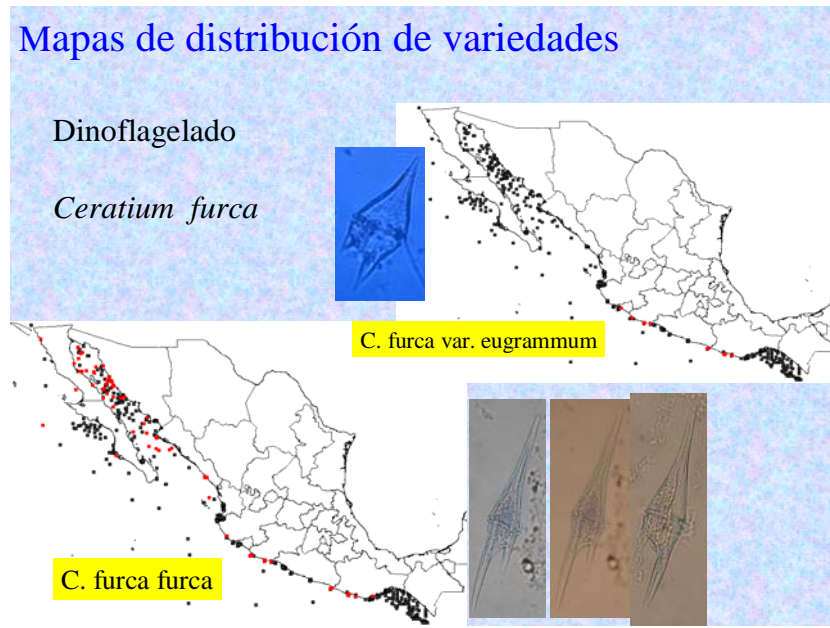 Mapas de distribución de variedades
Dinoflagelado
Ceratium furca
C. furca var. eugrammum
C. furca furca